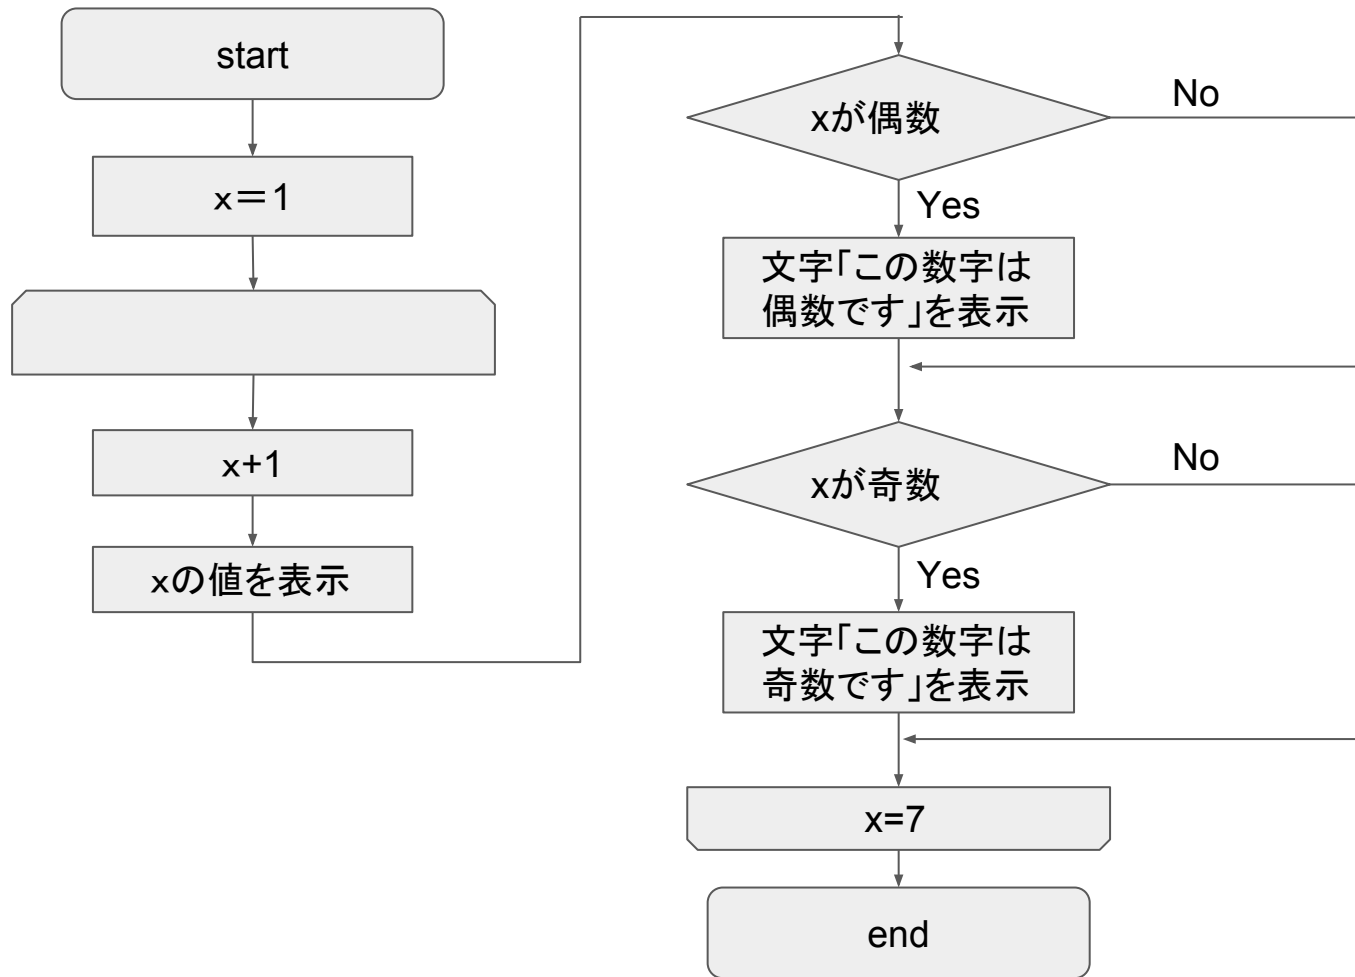 start
x＝1
x+1
xの値を表示
xが偶数
No
Yes
文字「この数字は
偶数です」を表示
xが奇数
No
Yes
文字「この数字は
奇数です」を表示
x=7
end